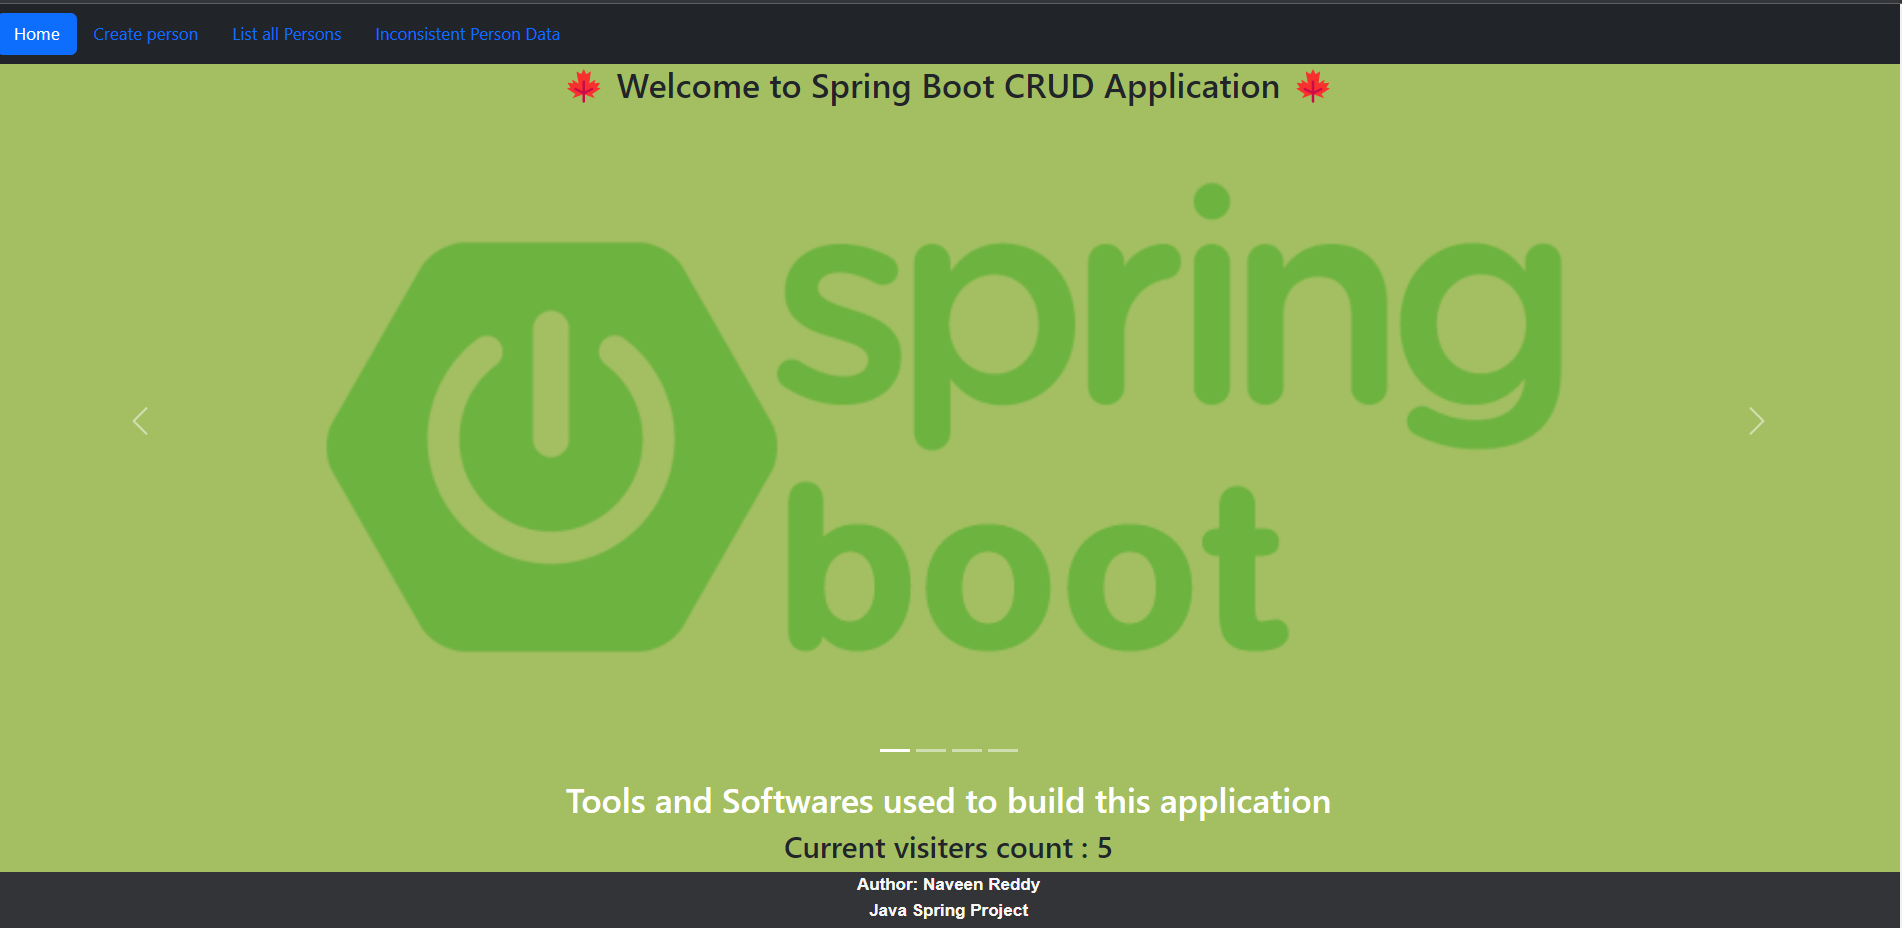 Home Create person List all Persons Inconsistent Person Data
🍁 Welcome to Spring Boot CRUD Application 🍁
spring
boot
Tools and Softwares used to build this application
Current visiters count : 5
Author: Naveen Reddy
Java Spring Project